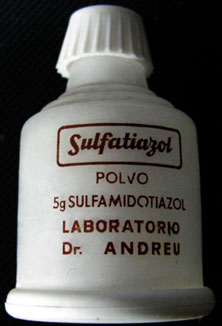 Sulfatiazol
POLVO
5g SULFAMIDOTIAZOL
LABORATORIO
Dr. ANDREU